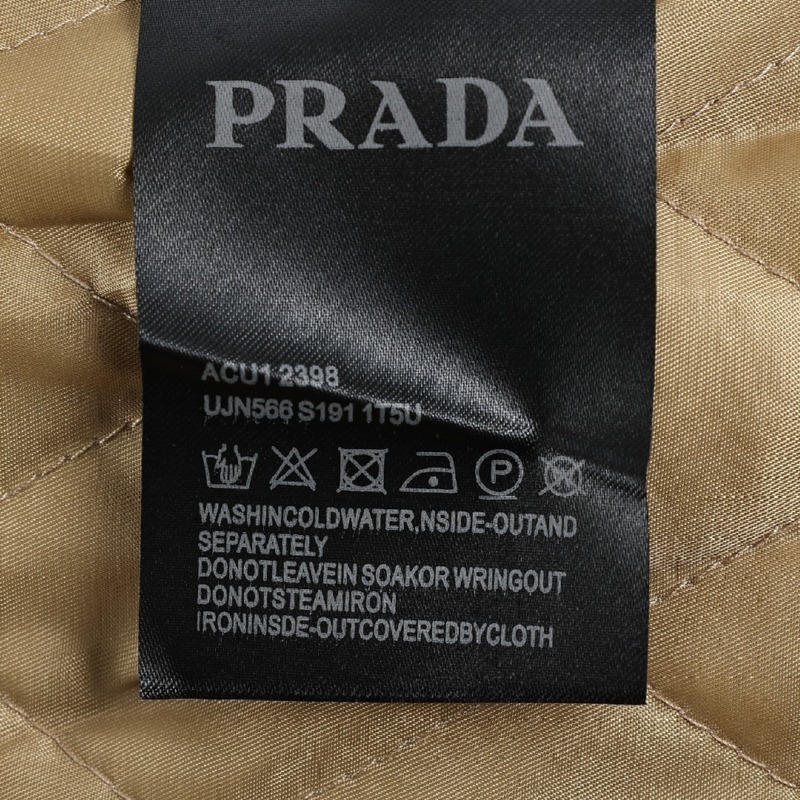 PRADA
ACU1 2398
UJN566 S191 1T5U
P
WASHINCOLDWATER,NSIDE-OUTAND
SEPARATELY
DONOTLEAVEIN SOAKOR WRINGOUT
DONOTSTEAMIRON
IRONINSDE-OUTCOVEREDBYCLOTH